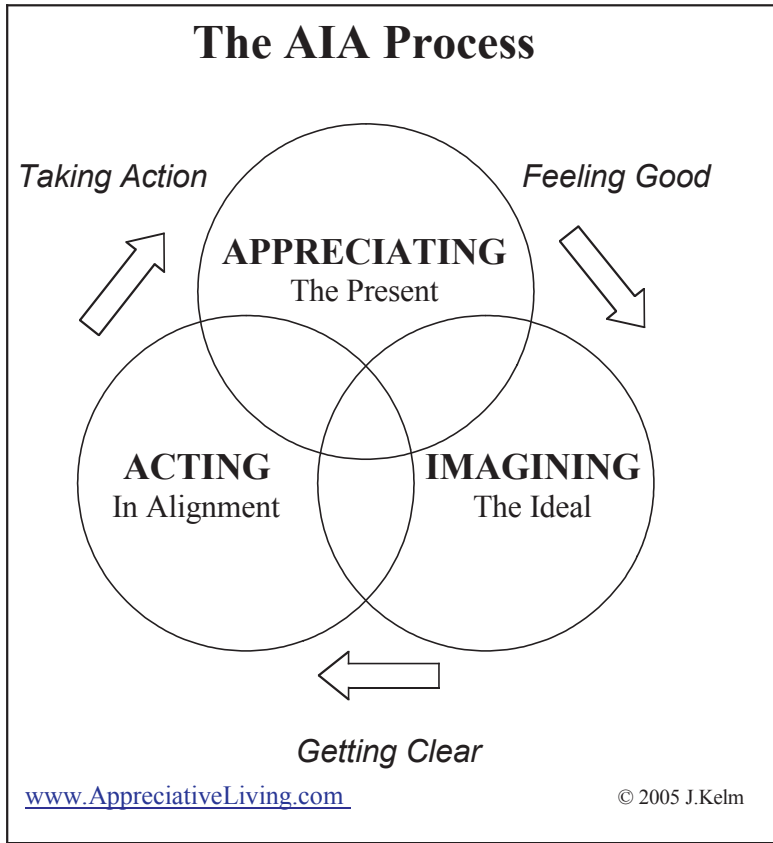 The AIA Process
Taking Action
Feeling Good
APPRECIATING
The Present
ACTING
In Alignment
IMAGINING
The Ideal
Getting Clear
www.AppreciativeLiving.com
© 2005 J.Kelm